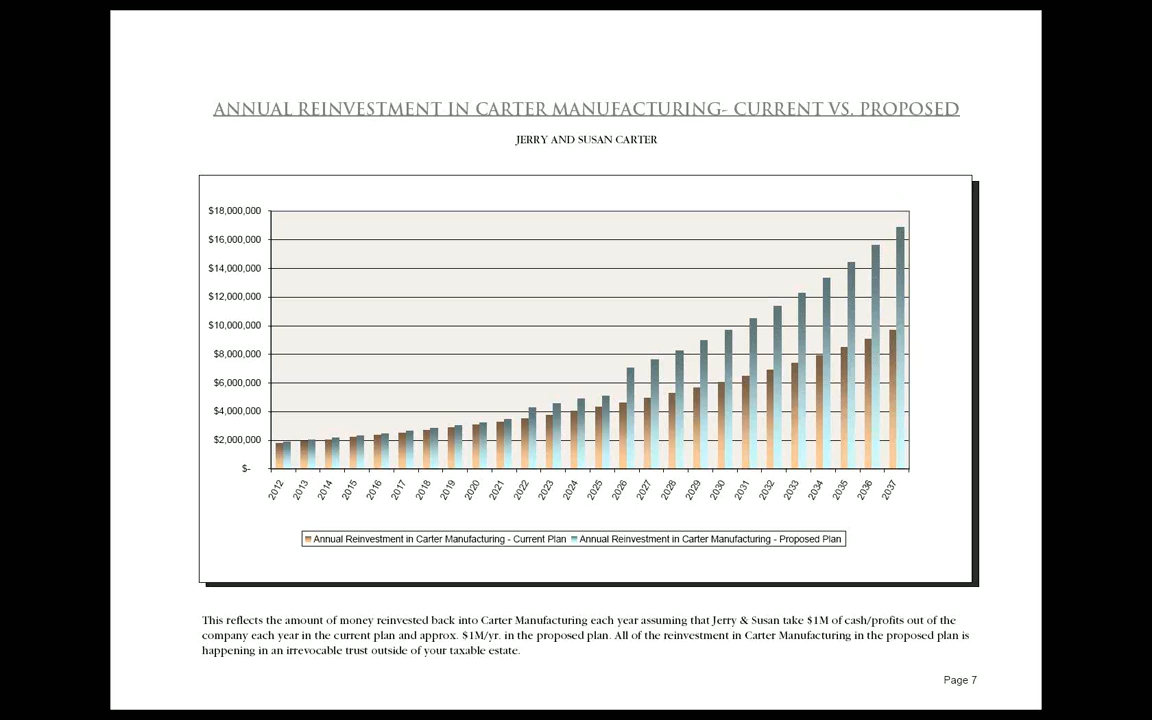 ANNUAL REINVESTMENT IN CARTER MANUFACTURING- CURRENT VS. PROPOSED
JERRY AND SUSAN CARTER
$18,000,000
$16,000,000
$14,000,000
$12,000,000
$10,000,000
$8,000,000
$6,000,000
$4,000,000
$2,000,000
$-
2012 2013 2014 2015 2016 2017 2018 2019 2020 2021 2022 2023 2024 2025 2026 2027 2028 2029 2030 2031 2032 2033 2034 2035 2036 2037
Annual Reinvestment in Carter Manufacturing - Current Plan Annual Reinvestment in Carter Manufacturing - Proposed Plan
This reflects the amount of money reinvested back into Carter Manufacturing each year assuming that Jerry & Susan take $1M of cash/profits out of the
company each year in the current plan and approx. $1M/yr. in the proposed plan. All of the reinvestment in Carter Manufacturing in the proposed plan is
happening in an irrevocable trust outside of your taxable estate.
Page 7